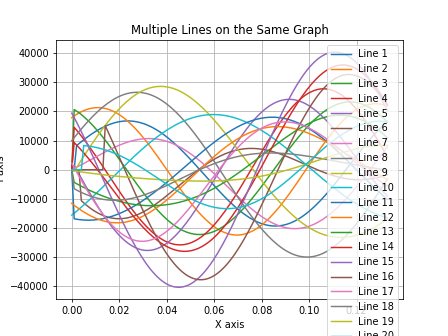 Multiple Lines on the Same Graph
40000
30000
20000
10000
0
−10000
−20000
−30000
−40000
0.00
0.02
0.04
0.06
0.08
0.10
X axis
Line 1
Line 2
Line 3
Line 4
Line 5
Line 6
Line 7
Line 8
Line 9
Line 10
Line 11
Line 12
Line 13
Line 14
Line 15
Line 16
Line 17
Line 18
Line 19
Line 20